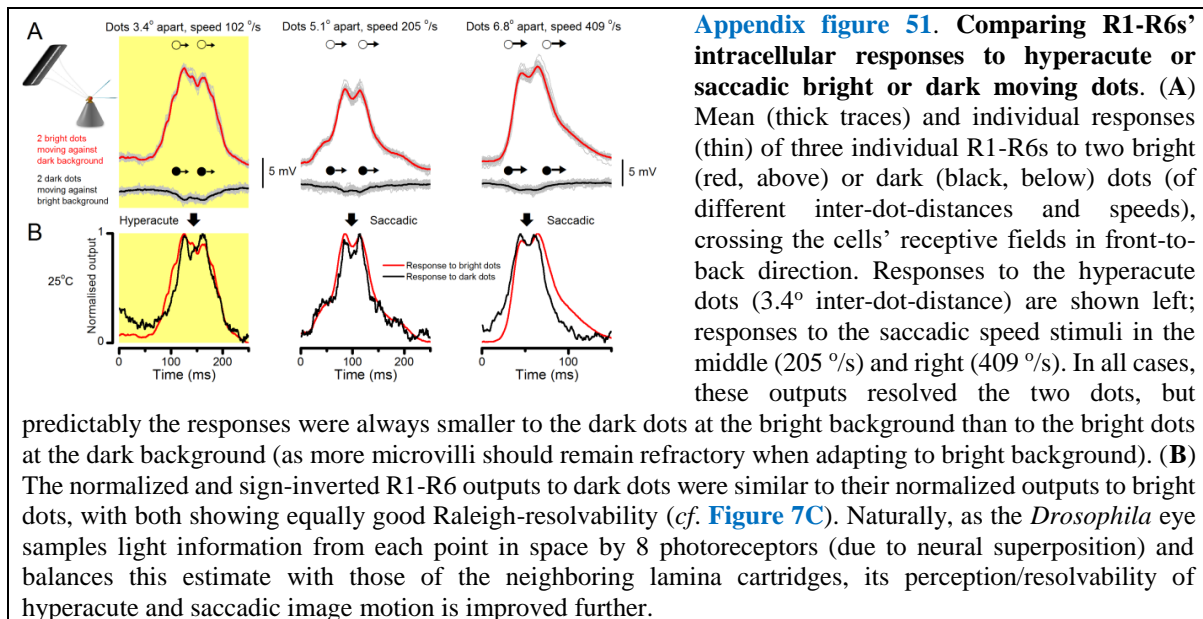 A
Dots 3.4° apart, speed 102 °/s
Dots 5.1° apart, speed 205 °/s
Dots 6.8° apart, speed 409 °/s
2 bright dots
moving against
dark background
2 dark dots
moving against
bright background
5 mV
5 mV
B
Hyperacute
Saccadic
Saccadic
25°C
Normalised output
1
0
Response to bright dots
Response to dark dots
0 100 200
0 100 200
0 100
Time (ms)
Time (ms)
Time (ms)
Appendix figure 51. Comparing R1-R6s'
intracellular responses to hyperacute or
saccadic bright or dark moving dots. (A)
Mean (thick traces) and individual responses
(thin) of three individual R1-R6s to two bright
(red, above) or dark (black, below) dots (of
different inter-dot-distances and speeds),
crossing the cells' receptive fields in front-to-
back direction. Responses to the hyperacute
dots (3.4° inter-dot-distance) are shown left;
responses to the saccadic speed stimuli in the
middle (205 °/s) and right (409 °/s). In all cases,
these outputs resolved the two dots, but
predictably the responses were always smaller to the dark dots at the bright background than to the bright dots
at the dark background (as more microvilli should remain refractory when adapting to bright background). (B)
The normalized and sign-inverted R1-R6 outputs to dark dots were similar to their normalized outputs to bright
dots, with both showing equally good Raleigh-resolvability (cf. Figure 7C). Naturally, as the Drosophila eye
samples light information from each point in space by 8 photoreceptors (due to neural superposition) and
balances this estimate with those of the neighboring lamina cartridges, its perception/resolvability of
hyperacute and saccadic image motion is improved further.